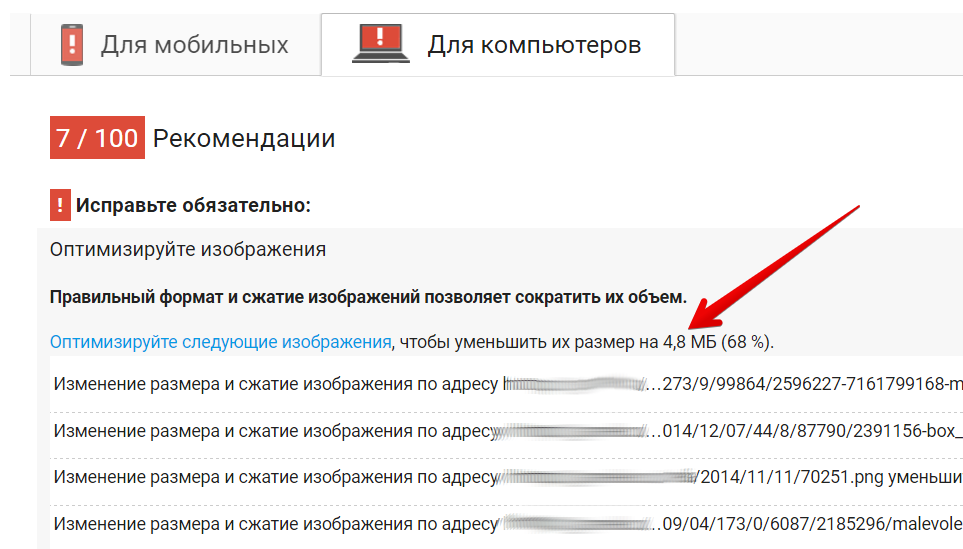 Для мобильных
Для компьютеров
7 / 100 Рекомендации
! Исправьте обязательно:
Оптимизируйте изображения
Правильный формат и сжатие изображений позволяет сократить их объем.
Оптимизируйте следующие изображения, чтобы уменьшить их размер на 4,8 МБ (68 %).
Изменение размера и сжатие изображения по адресу …273/9/99864/2596227-7161799168-m
Изменение размера и сжатие изображения по адресу …014/12/07/44/8/87790/2391156-box_
Изменение размера и сжатие изображения по адресу /2014/11/11/70251.png уменьши
Изменение размера и сжатие изображения по адресу …09/04/173/0/6087/2185296/malevole